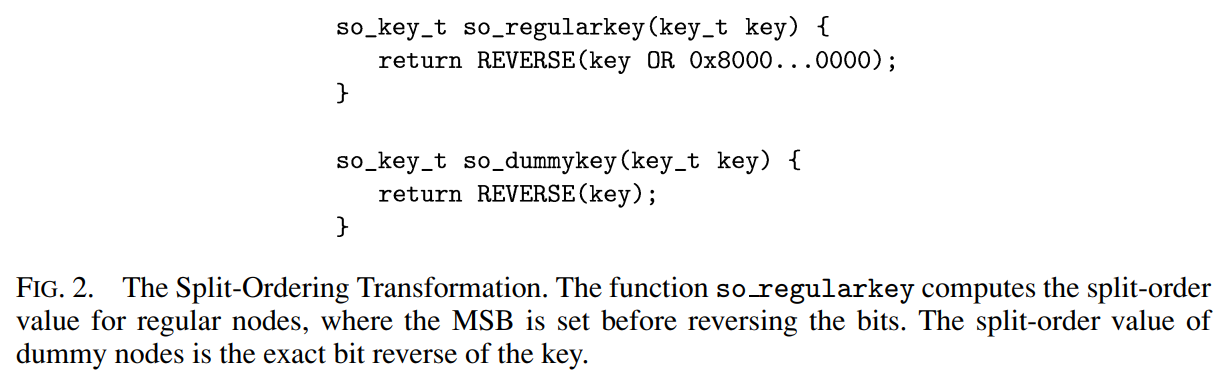 so_key_t so_regularkey(key_t key) {
return REVERSE(key OR 0x8000...0000);
}
so_key_t so_dummykey(key_t key) {
return REVERSE(key);
}
FIG. 2. The Split-Ordering Transformation. The function so_regularkey computes the split-order
value for regular nodes, where the MSB is set before reversing the bits. The split-order value of
dummy nodes is the exact bit reverse of the key.